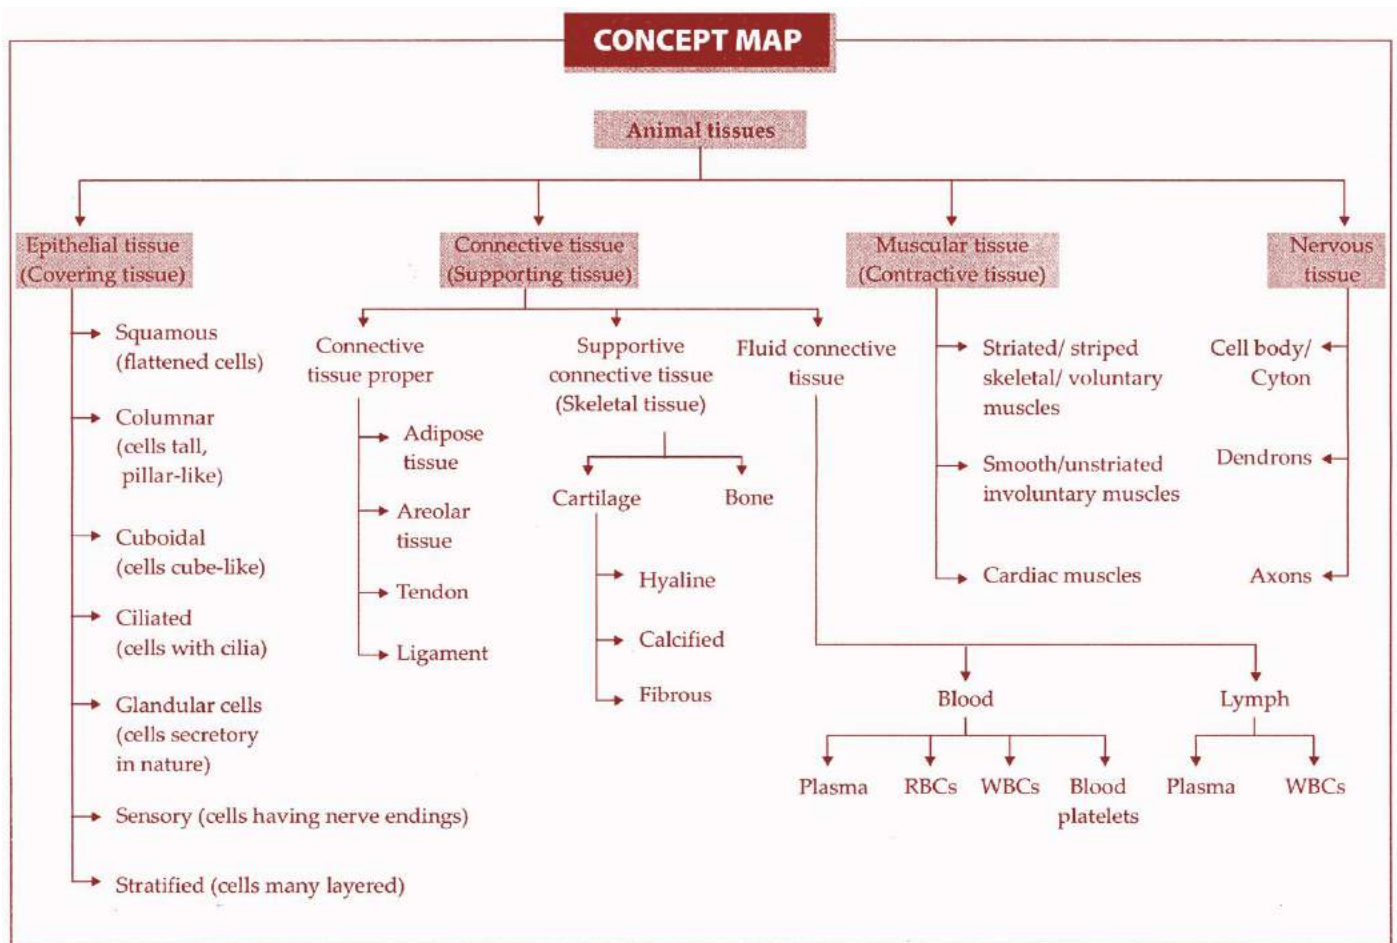 CONCEPT MAP
Animal tissues
Epithelial tissue
(Covering tissue)
Squamous
(flattened cells)
Columnar
(cells tall,
pillar-like)
Cuboidal
(cells cube-like)
Ciliated
(cells with cilia)
Glandular cells
(cells secretory
in nature)
Sensory (cells having nerve endings)
Stratified (cells many layered)
Connective tissue
(Supporting tissue)
Connective
tissue proper
Adipose
tissue
Areolar
tissue
Tendon
Ligament
Supportive
connective tissue
(Skeletal tissue)
Cartilage
Hyaline
Calcified
Fibrous
Bone
Fluid connective
tissue
Blood
Plasma
RBCs
WBCs
Blood
platelets
Lymph
Plasma
WBCs
Muscular tissue
(Contractive tissue)
Striated/ striped
skeletal/ voluntary
muscles
Smooth/unstriated
involuntary muscles
Cardiac muscles
Nervous
tissue
Cell body/
Cyton
Dendrons
Axons